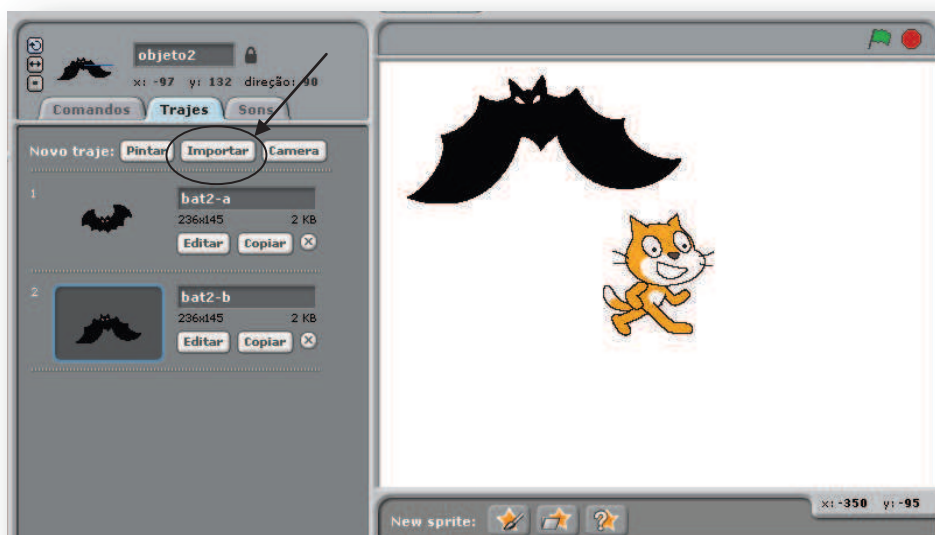 objeto2
x: -97 y: 132 direção: 90
Comandos Trajes Sons
Novo traje: Pintar Importar Camera
1
bat2-a
236x145 2 KB
Editar Copiar
2
bat2-b
236x145 2 KB
Editar Copiar
x: -350 y: -95
New sprite: